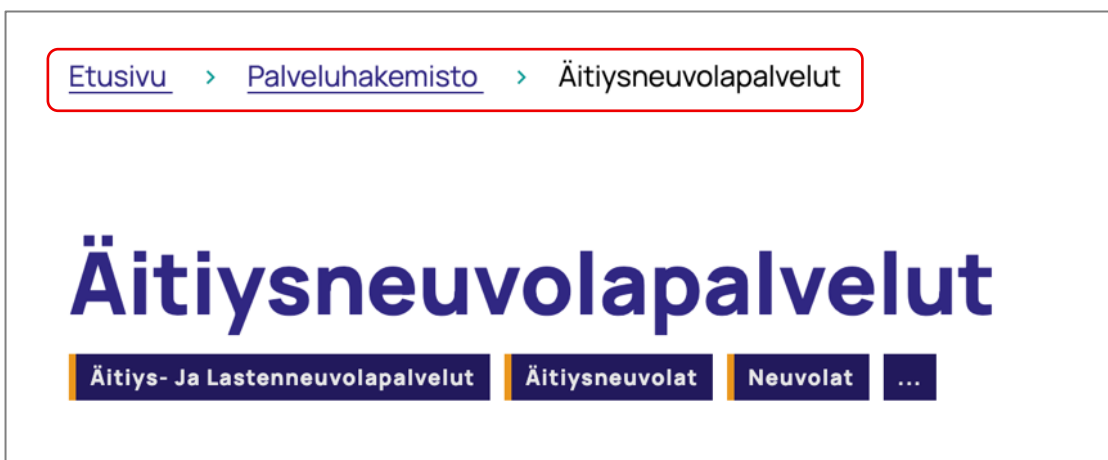 Etusivu > Palveluhakemisto > Äitiysneuvolapalvelut
Äitiysneuvolapalvelut
Äitiys- Ja Lastenneuvolapalvelut Äitiysneuvolat Neuvolat ...